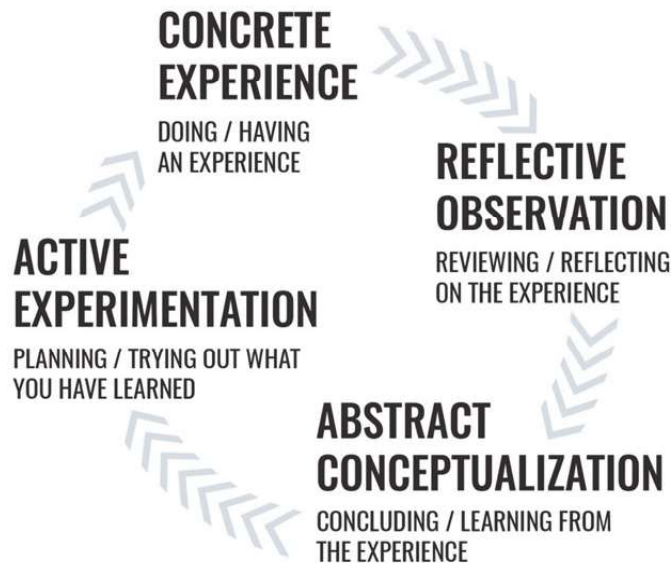 CONCRETE
EXPERIENCE
DOING / HAVING
AN EXPERIENCE
REFLECTIVE
OBSERVATION
REVIEWING / REFLECTING
ON THE EXPERIENCE
ABSTRACT
CONCEPTUALIZATION
CONCLUDING / LEARNING FROM
THE EXPERIENCE
ACTIVE
EXPERIMENTATION
PLANNING / TRYING OUT WHAT
YOU HAVE LEARNED